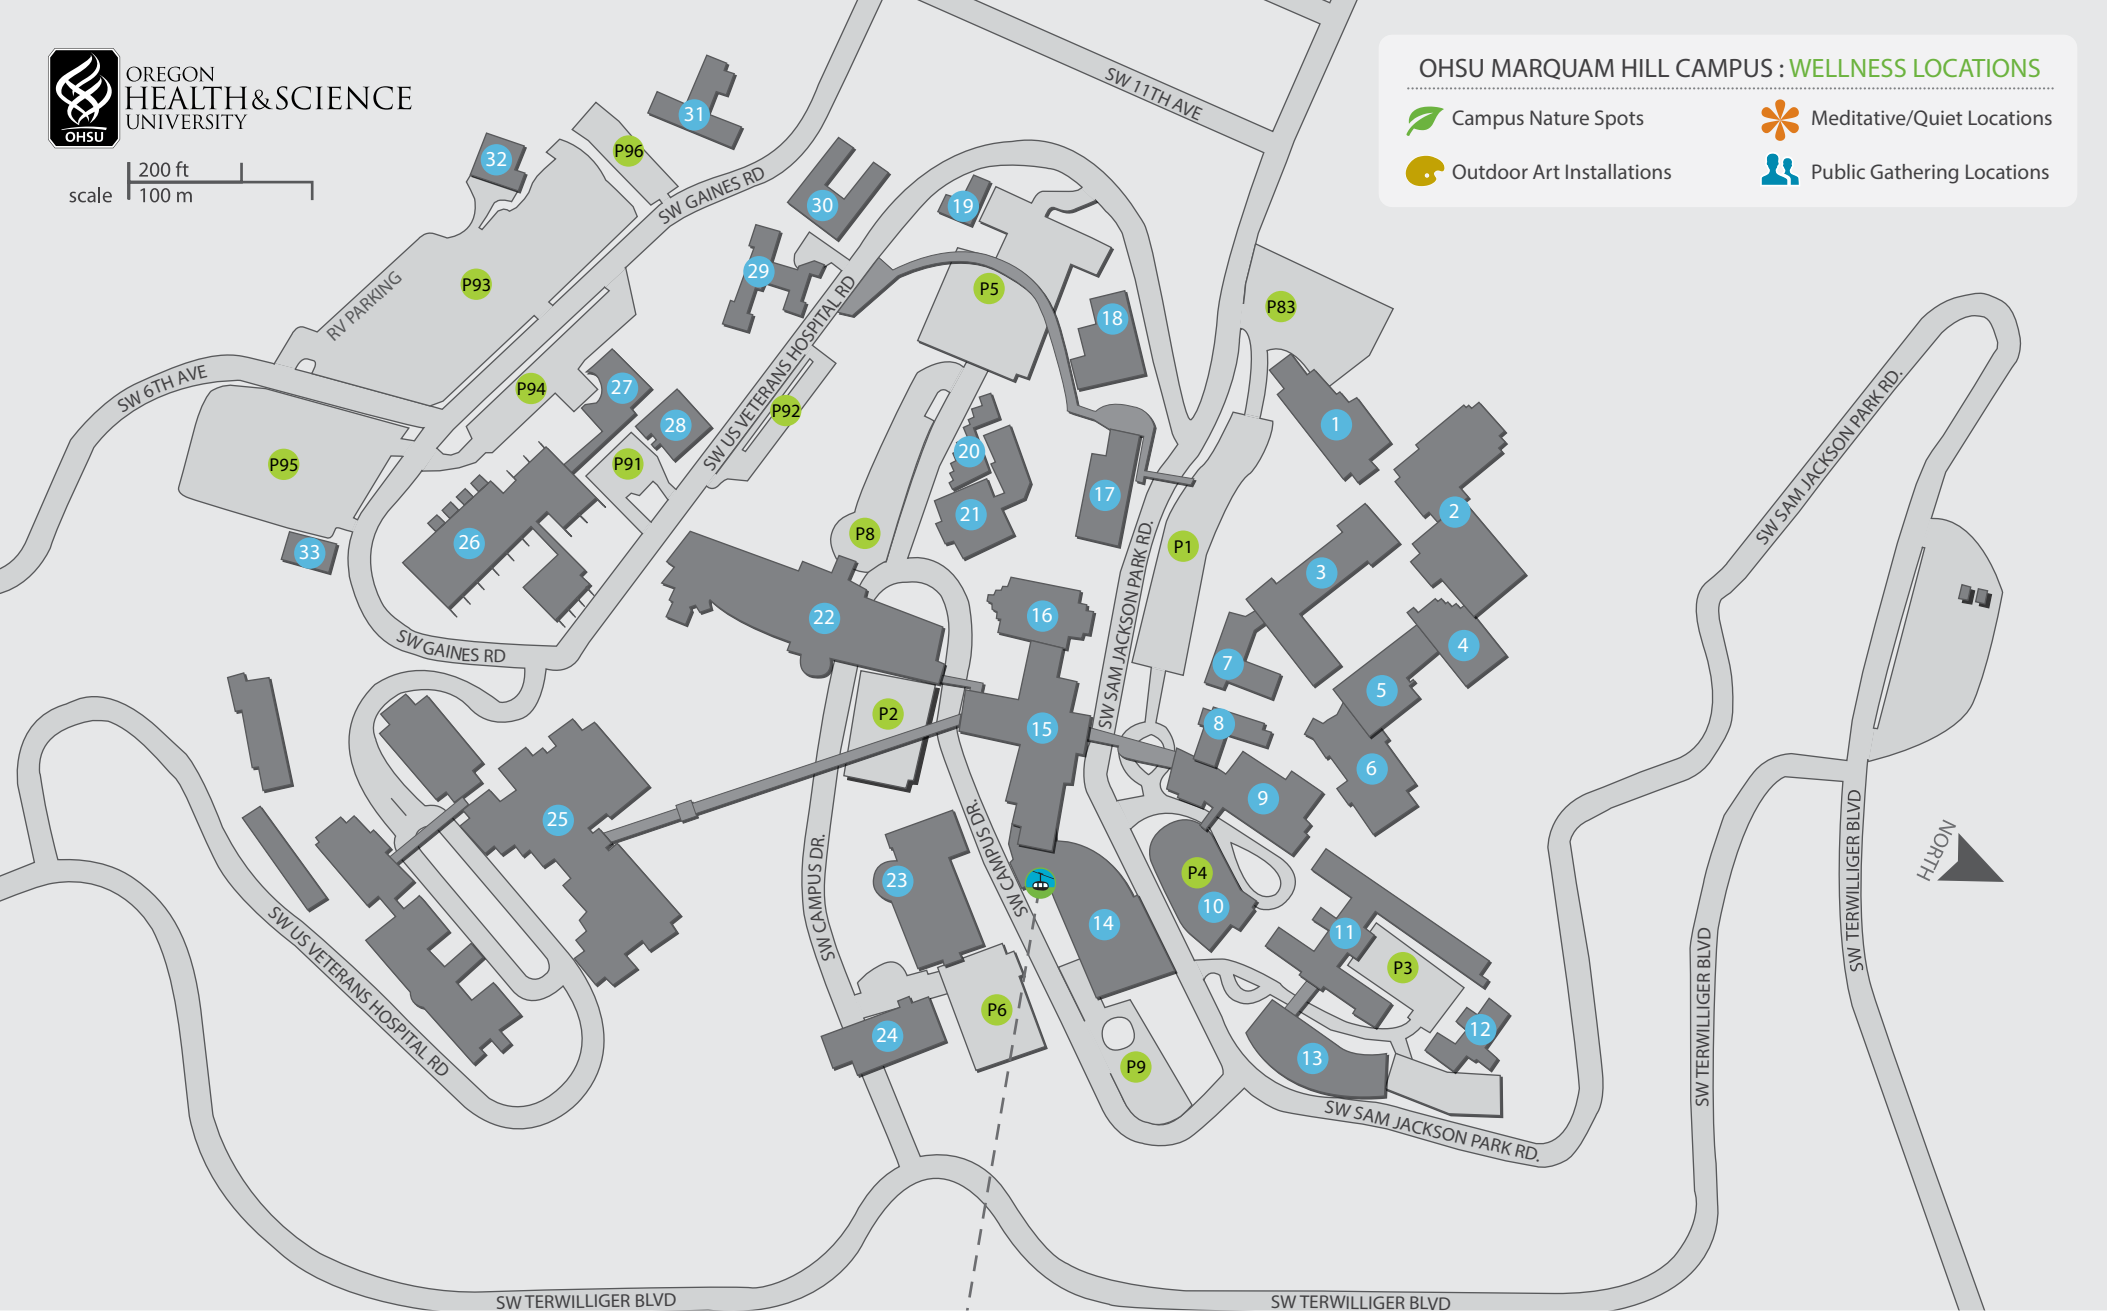 OREGON
HEALTH&SCIENCE
UNIVERSITY
OHSU
200 ft
scale
100 m
OHSU MARQUAM HILL CAMPUS : WELLNESS LOCATIONS
Campus Nature Spots
Meditative/Quiet Locations
Outdoor Art Installations
Public Gathering Locations
SW 11TH AVE
31
P96
32
SW GAINES RD
30
19
29
P93
P5
P83
RV PARKING
SW US VETERANS HOSPITAL RD
18
SW 6TH AVE
P94
27
P92
28
1
SW SAM JACKSON PARK RD.
P95
P91
20
17
21
2
26
P8
P1
33
SW SAM JACKSON PARK RD.
3
22
16
SW GAINES RD
7
4
5
P2
15
8
6
25
9
SW CAMPUS DR.
SW CAMPUS DR.
SW TERWILLIGER BLVD
NORTH
23
P4
10
14
11
P3
SW US VETERANS HOSPITAL RD
SW TERWILLIGER BLVD
P6
24
12
13
P9
SW SAM JACKSON PARK RD.
SW TERWILLIGER BLVD
SW TERWILLIGER BLVD